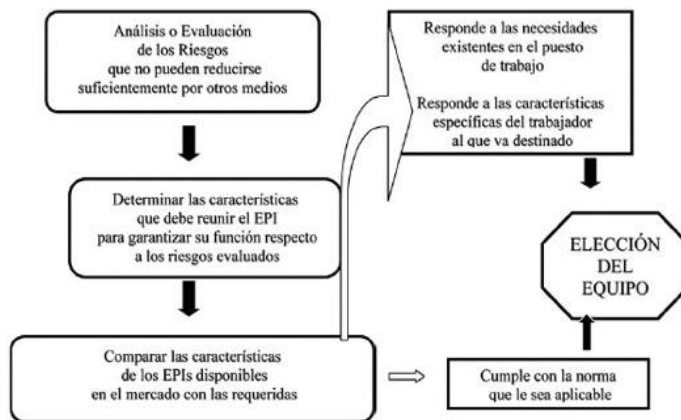 Análisis o Evaluación
de los Riesgos
que no pueden reducirse
suficientemente por otros medios
Determinar las características
que debe reunir el EPI
para garantizar su función respecto
a los riesgos evaluados
Comparar las características
de los EPIs disponibles
en el mercado con las requeridas
Responde a las necesidades
existentes en el puesto
de trabajo
Responde a las características
específicas del trabajador
al que va destinado
Cumple con la norma
que le sea aplicable
ELECCIÓN
DEL
EQUIPO